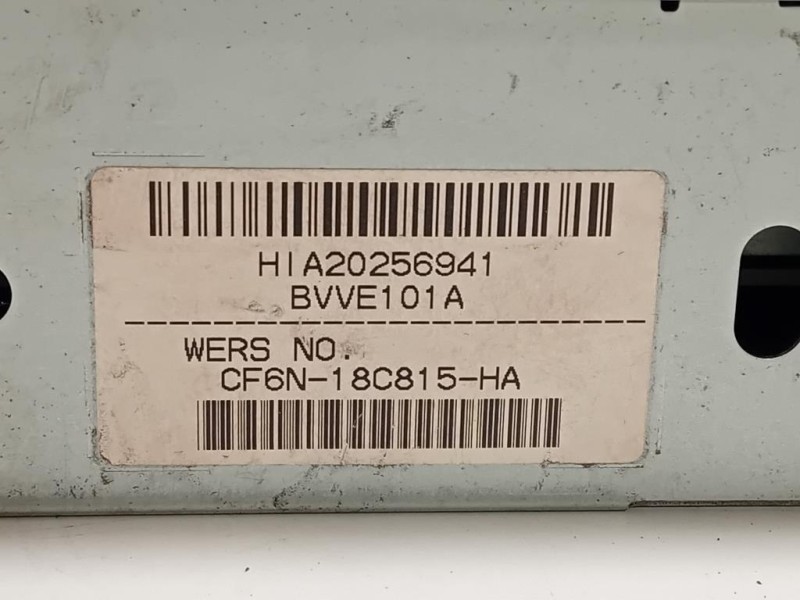 HIA20256941
BVVE101A
WERS NO.
CF6N-18C815-HA